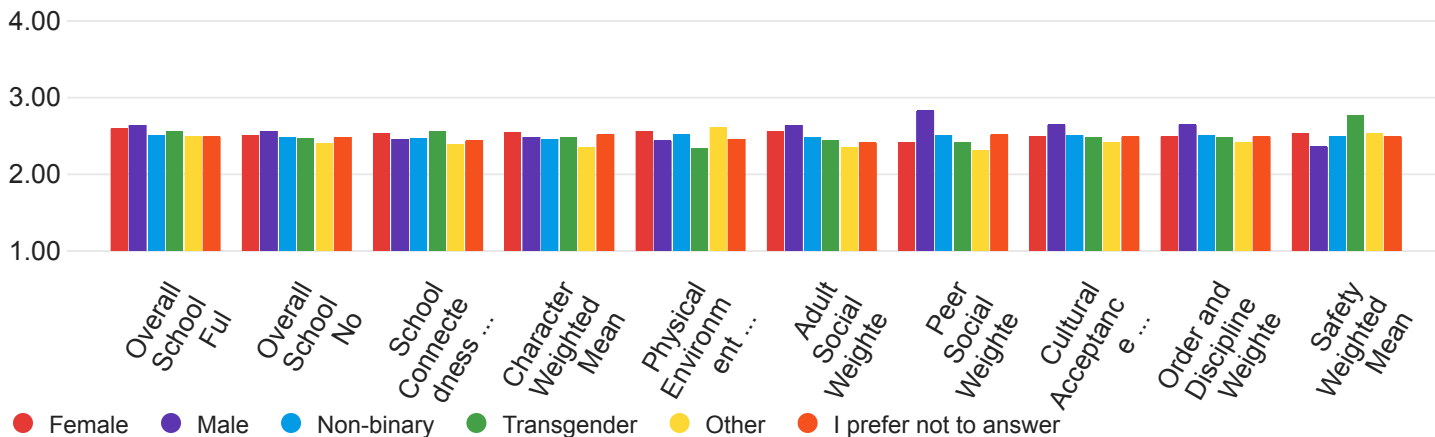 4.00
3.00
2.00
1.00
Overall
School
Ful
Overall
School
No
School
Connecte
dness ...
Character
Weighted
Mean
Physical
Environm
ent ...
Adult
Social
Weighte
Peer
Social
Weighte
Cultural
Acceptanc
e ...
Order and
Discipline
Weighte
Safety
Weighted
Mean
Female Male Non-binary Transgender Other I prefer not to answer